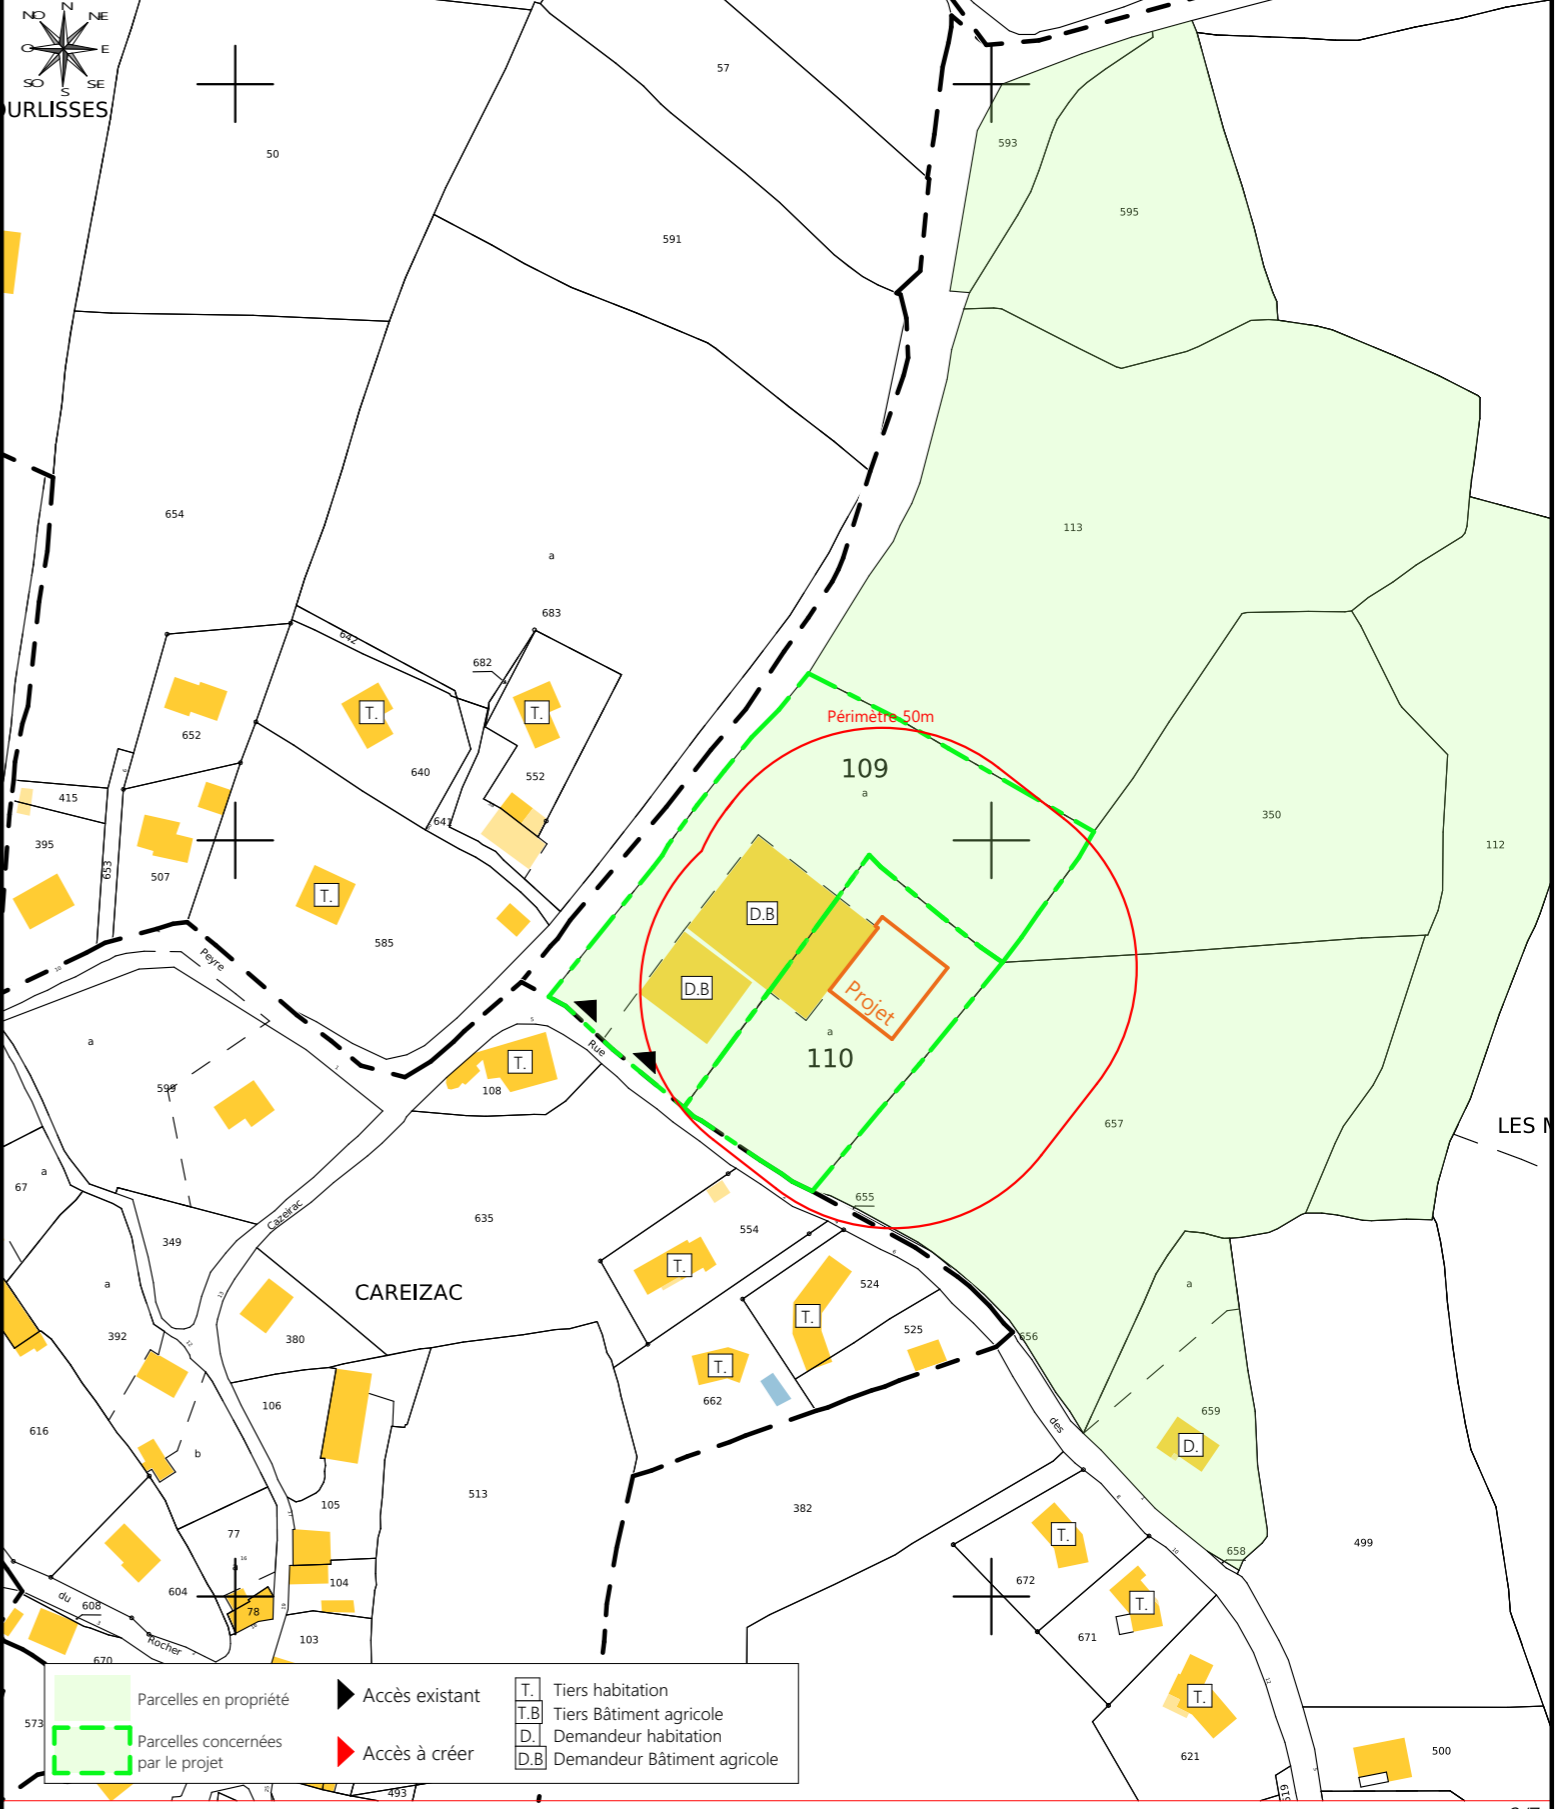 N
NO
NE
E
SO
S
SE
OURLISSES
57
50
593
595
591
654
113
a
683
642
682
Périmètre 50m
652
109
a
640
552
415
641
350
395
653
507
112
T.
T.
T.
585
D.B
D.B
Peyre
Projet
a
110
Rue
a
599
T.
108
657
LES M
a
67
Cazeirac
635
655
554
349
T.
a
a
524
CAREIZAC
T.
392
380
525
656
T.
662
106
659
616
des
D.
b
513
105
382
77
499
T.
658
a
672
104
604
T.
608
78
du
671
103
Rocher
670
T.
573
621
500
493
619
Parcelles en propriété
Parcelles concernées
par le projet
Accès existant
Accès à créer
T. Tiers habitation
T.B Tiers Bâtiment agricole
D. Demandeur habitation
D.B Demandeur Bâtiment agricole